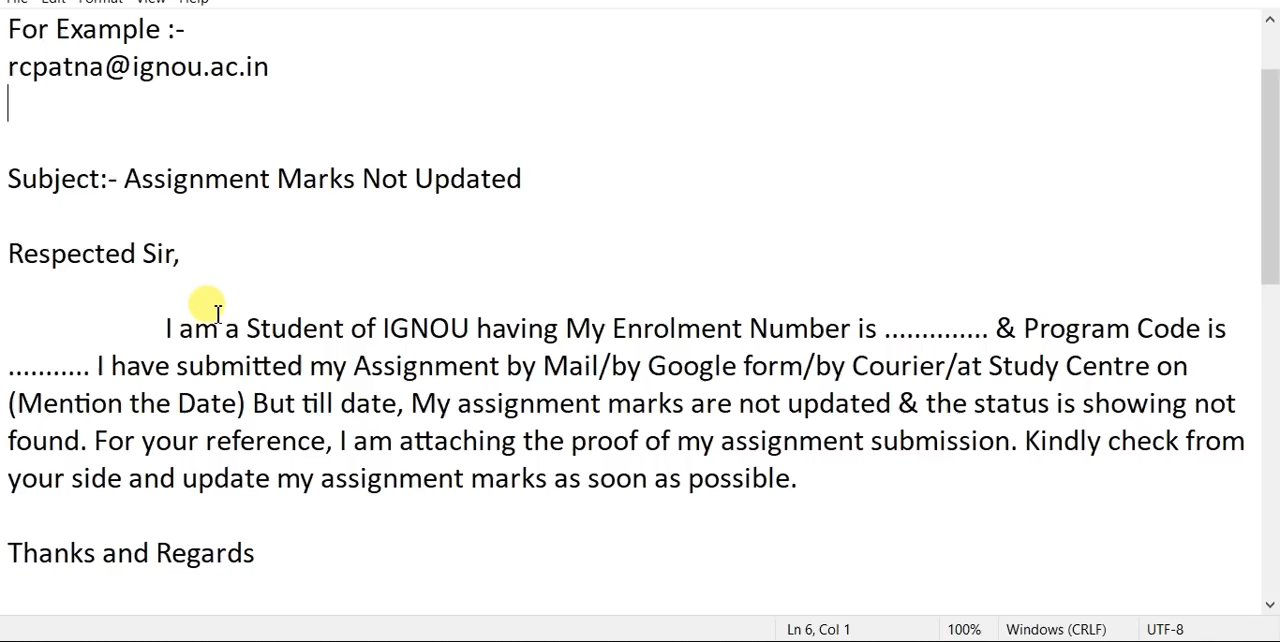 File Edit Format View Help
For Example :-
rcpatna@ignou.ac.in
Subject:- Assignment Marks Not Updated
Respected Sir,
I am a Student of IGNOU having My Enrolment Number is .............. & Program Code is
........... I have submitted my Assignment by Mail/by Google form/by Courier/at Study Centre on
(Mention the Date) But till date, My assignment marks are not updated & the status is showing not
found. For your reference, I am attaching the proof of my assignment submission. Kindly check from
your side and update my assignment marks as soon as possible.
Thanks and Regards
Ln 6, Col 1 100% Windows (CRLF) UTF-8